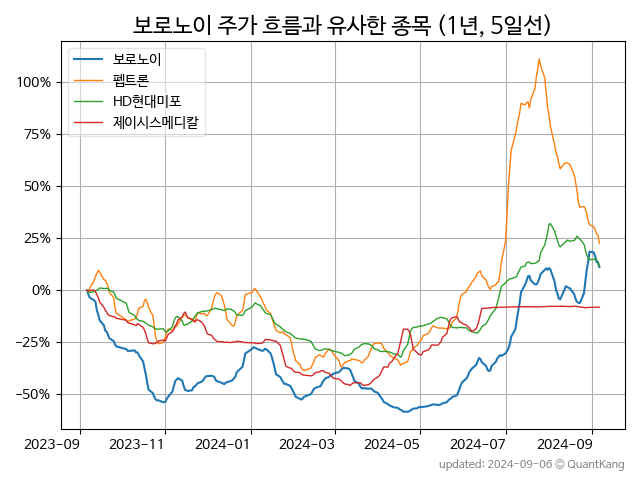 보로노이 주가 흐름과 유사한 종목 (1년, 5일선)
보로노이
펩트론
HD현대미포
제이시스메디칼
100%
75%
50%
25%
0%
−25%
−50%
2023-09 2023-11 2024-01 2024-03 2024-05 2024-07 2024-09
updated: 2024-09-06 © QuantKang